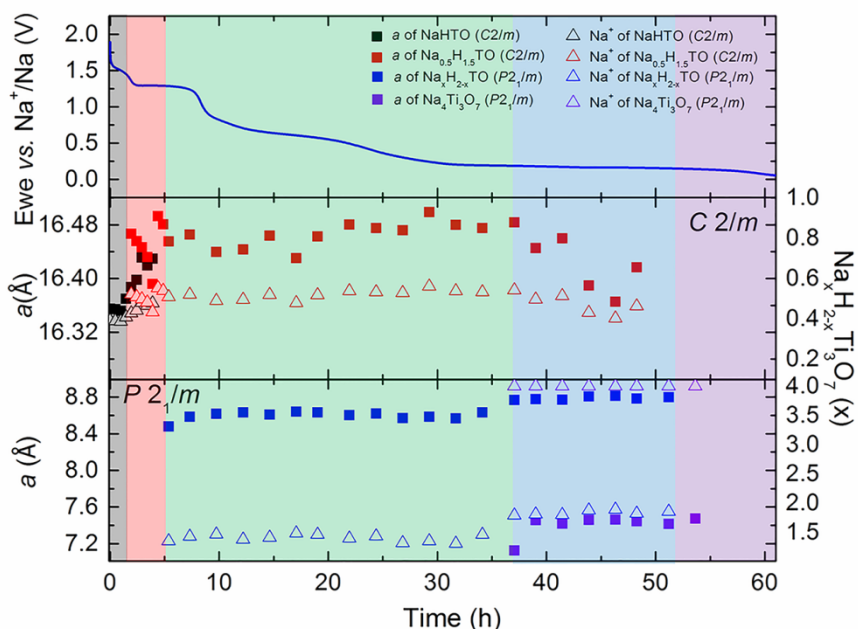 Ewe vs. Na⁺/Na (V)
2.0
1.5
1.0
0.5
0.0
a of NaHTO (C2/m)
a of Na₀.₅H₁.₅TO (C2/m)
a of NaₓH₂₋ₓTO (P2₁/m)
a of Na₄Ti₃O₇ (P2₁/m)
Na⁺ of NaHTO (C2/m)
Na⁺ of Na₀.₅H₁.₅TO (C2/m)
Na⁺ of NaₓH₂₋ₓTO (P2₁/m)
Na⁺ of Na₄Ti₃O₇ (P2₁/m)
a(Å)
16.48
16.40
16.32
C 2/m
1.0
0.8
0.6
0.4
0.2
NaₓH₂₋ₓTi₃O₇ (x)
a (Å)
8.8
8.4
8.0
7.6
7.2
P 2₁/m
4.0
3.5
3.0
2.0
1.5
0 10 20 30 40 50 60
Time (h)